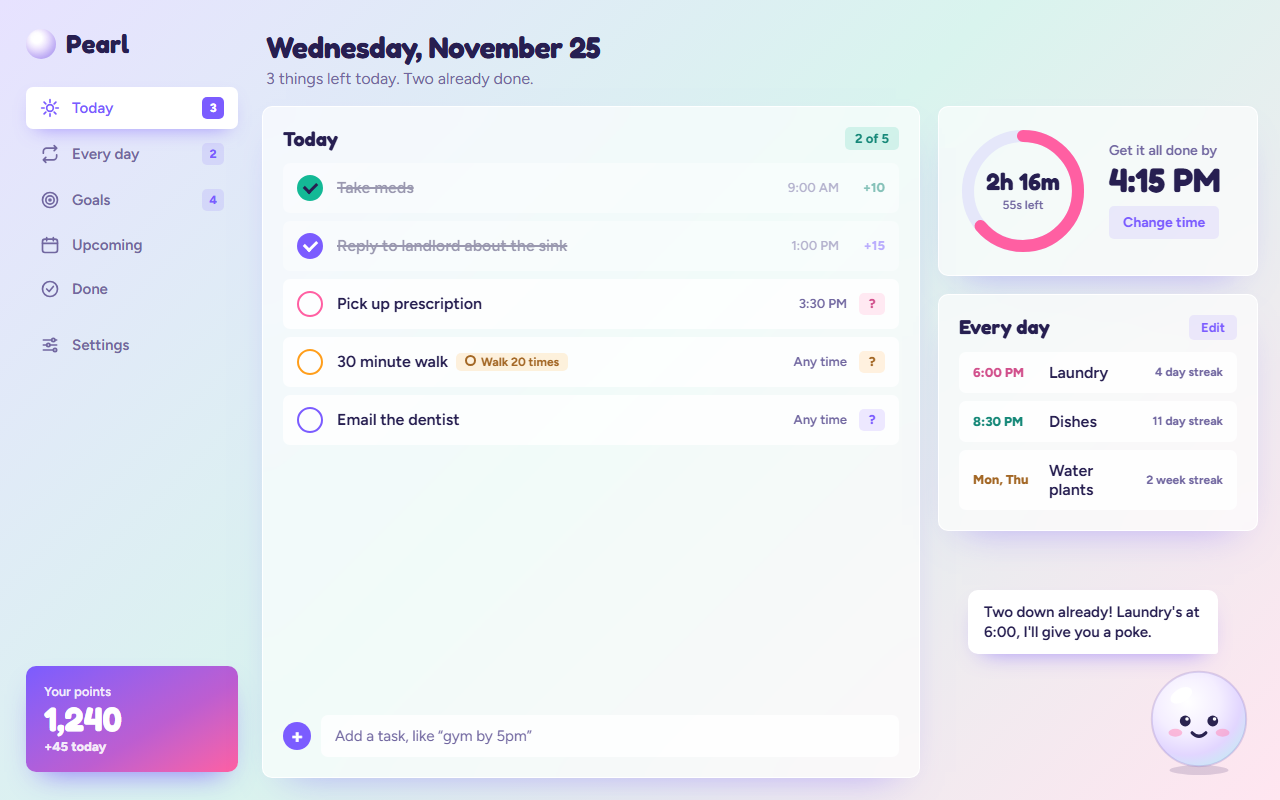 Pearl
Today 3
Every day 2
Goals 4
Upcoming
Done
Settings
Your points
1,240
+45 today
Wednesday, November 25
3 things left today. Two already done.
Today 2 of 5
Take meds 9:00 AM +10
Reply to landlord about the sink 1:00 PM +15
Pick up prescription 3:30 PM ?
30 minute walk Walk 20 times Any time ?
Email the dentist Any time ?
+ Add a task, like “gym by 5pm”
2h 16m
55s left
Get it all done by
4:15 PM
Change time
Every day Edit
6:00 PM Laundry 4 day streak
8:30 PM Dishes 11 day streak
Mon, Thu Water
plants 2 week streak
Two down already! Laundry's at
6:00, I'll give you a poke.